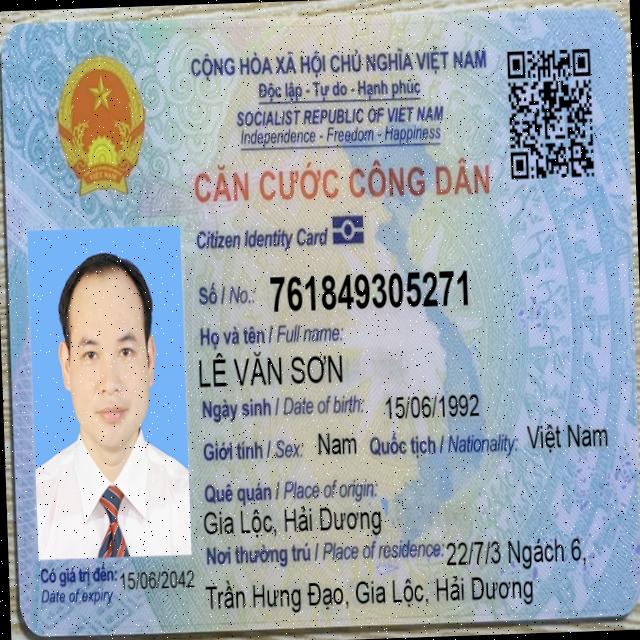 CỘNG HÒA XÃ HỘI CHỦ NGHĨA VIỆT NAM
Độc lập - Tự do - Hạnh phúc
SOCIALIST REPUBLIC OF VIET NAM
Independence - Freedom - Happiness
CĂN CƯỚC CÔNG DÂN
Citizen Identity Card
Số / No.: 761849305271
Họ và tên / Full name:
LÊ VĂN SƠN
Ngày sinh / Date of birth: 15/06/1992
Giới tính / Sex: Nam Quốc tịch / Nationality: Việt Nam
Quê quán / Place of origin:
Gia Lộc, Hải Dương
Nơi thường trú / Place of residence: 22/7/3 Ngách 6,
Trần Hưng Đạo, Gia Lộc, Hải Dương
Có giá trị đến: 15/06/2042
Date of expiry